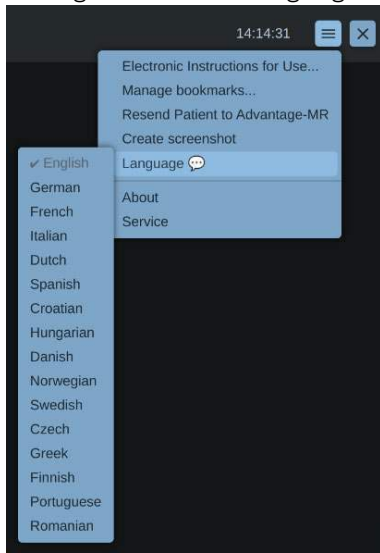 14:14:31
Electronic Instructions for Use...
Manage bookmarks...
Resend Patient to Advantage-MR
Create screenshot
Language 💬
About
Service
✔ English
German
French
Italian
Dutch
Spanish
Croatian
Hungarian
Danish
Norwegian
Swedish
Czech
Greek
Finnish
Portuguese
Romanian